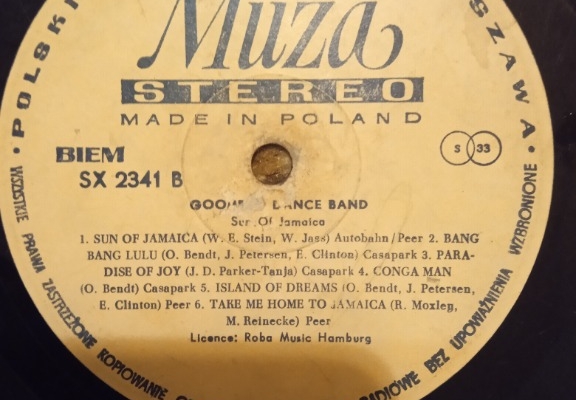 Muza
STEREO
MADE IN POLAND
BIEM
SX 2341 B
S 33
DANCE BAND
Sun Of Jamaica
1. SUN OF JAMAICA (W. E. Stein, W. Jass) Autobahn/Peer 2. BANG
BANG LULU (O. Bendt, J. Petersen, E. Clinton) Casapark 3. PARA-
DISE OF JOY (J. D. Parker-Tanja) Casapark 4. CONGA MAN
(O. Bendt) Casapark 5. ISLAND OF DREAMS (O. Bendt, J. Petersen,
E. Clinton) Peer 6. TAKE ME HOME TO JAMAICA (R. Moxley,
M. Reinecke) Peer
Licence: Roba Music Hamburg
• POLSKI
SZAWA •
WSZYSTKIE PRAWA ZASTRZEŻONE KOPIOWANIE
RADIOWE BEZ UPOWAŻNIENIA WZBRONIONE